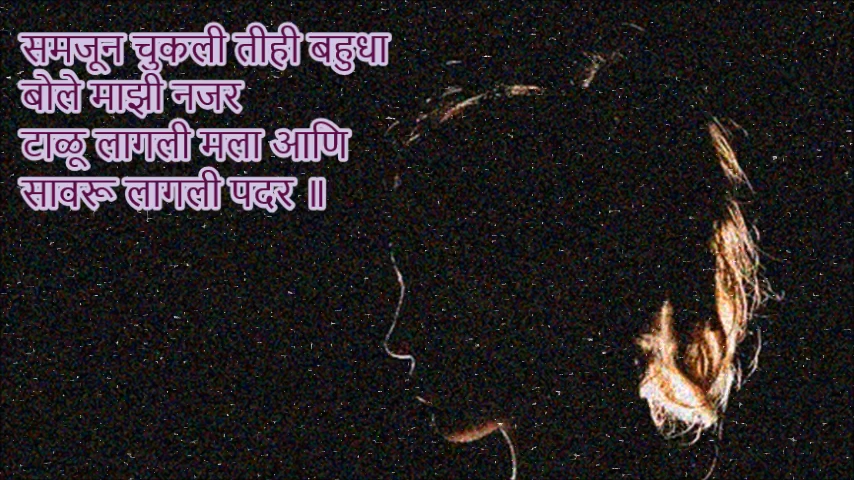 समजून चुकली तीही बहुधा
बोले माझी नजर
टाळू लागली मला आणि
सावरू लागली पदर ॥